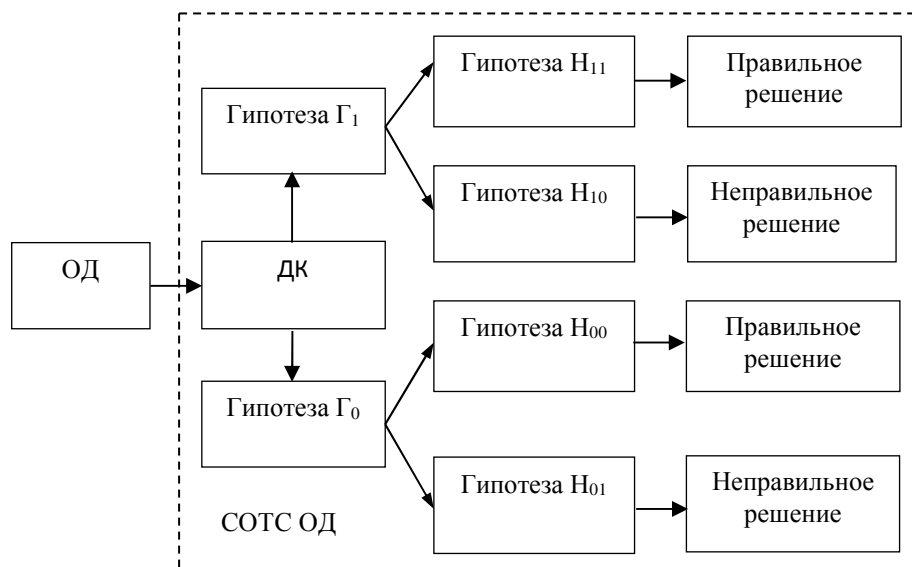 Гипотеза Н₁₁
Правильное
решение
Гипотеза Г₁
Гипотеза Н₁₀
Неправильное
решение
ОД
ДК
Гипотеза Н₀₀
Правильное
решение
Гипотеза Г₀
Гипотеза Н₀₁
Неправильное
решение
СОТС ОД